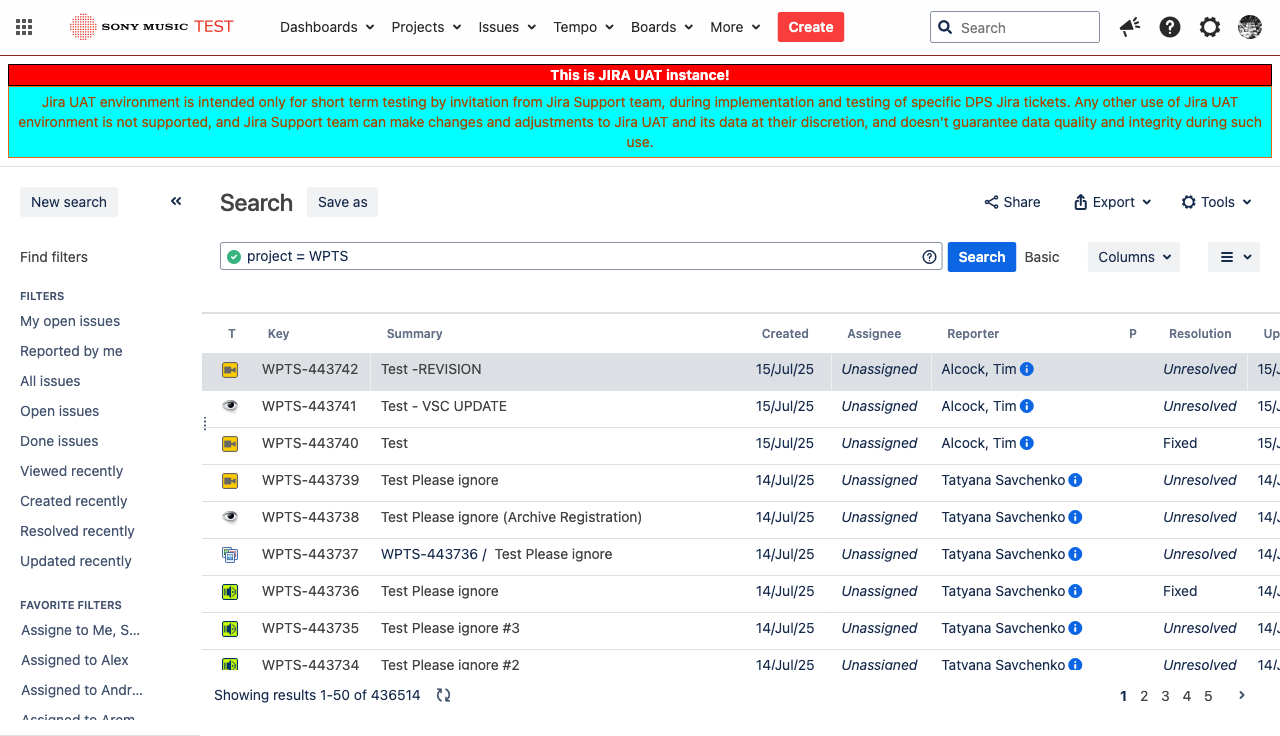 SONY MUSIC TEST
Dashboards Projects Issues Tempo Boards More Create Search
This is JIRA UAT instance!
Jira UAT environment is intended only for short term testing by invitation from Jira Support team, during implementation and testing of specific DPS Jira tickets. Any other use of Jira UAT
environment is not supported, and Jira Support team can make changes and adjustments to Jira UAT and its data at their discretion, and doesn't guarantee data quality and integrity during such
use.
New search
Find filters
FILTERS
My open issues
Reported by me
All issues
Open issues
Done issues
Viewed recently
Created recently
Resolved recently
Updated recently
FAVORITE FILTERS
Assigne to Me, S...
Assigned to Alex
Assigned to Andr...
Assigned to Arom
Search Save as Share Export Tools
project = WPTS Search Basic Columns
T Key Summary Created Assignee Reporter P Resolution Up
WPTS-443742 Test -REVISION 15/Jul/25 Unassigned Alcock, Tim Unresolved 15/J
WPTS-443741 Test - VSC UPDATE 15/Jul/25 Unassigned Alcock, Tim Unresolved 15/J
WPTS-443740 Test 15/Jul/25 Unassigned Alcock, Tim Fixed 15/J
WPTS-443739 Test Please ignore 14/Jul/25 Unassigned Tatyana Savchenko Unresolved 14/J
WPTS-443738 Test Please ignore (Archive Registration) 14/Jul/25 Unassigned Tatyana Savchenko Unresolved 14/J
WPTS-443737 WPTS-443736 / Test Please ignore 14/Jul/25 Unassigned Tatyana Savchenko Unresolved 14/J
WPTS-443736 Test Please ignore 14/Jul/25 Unassigned Tatyana Savchenko Fixed 14/J
WPTS-443735 Test Please ignore #3 14/Jul/25 Unassigned Tatyana Savchenko Unresolved 14/J
WPTS-443734 Test Please ignore #2 14/Jul/25 Unassigned Tatyana Savchenko Unresolved 14/J
Showing results 1-50 of 436514 1 2 3 4 5